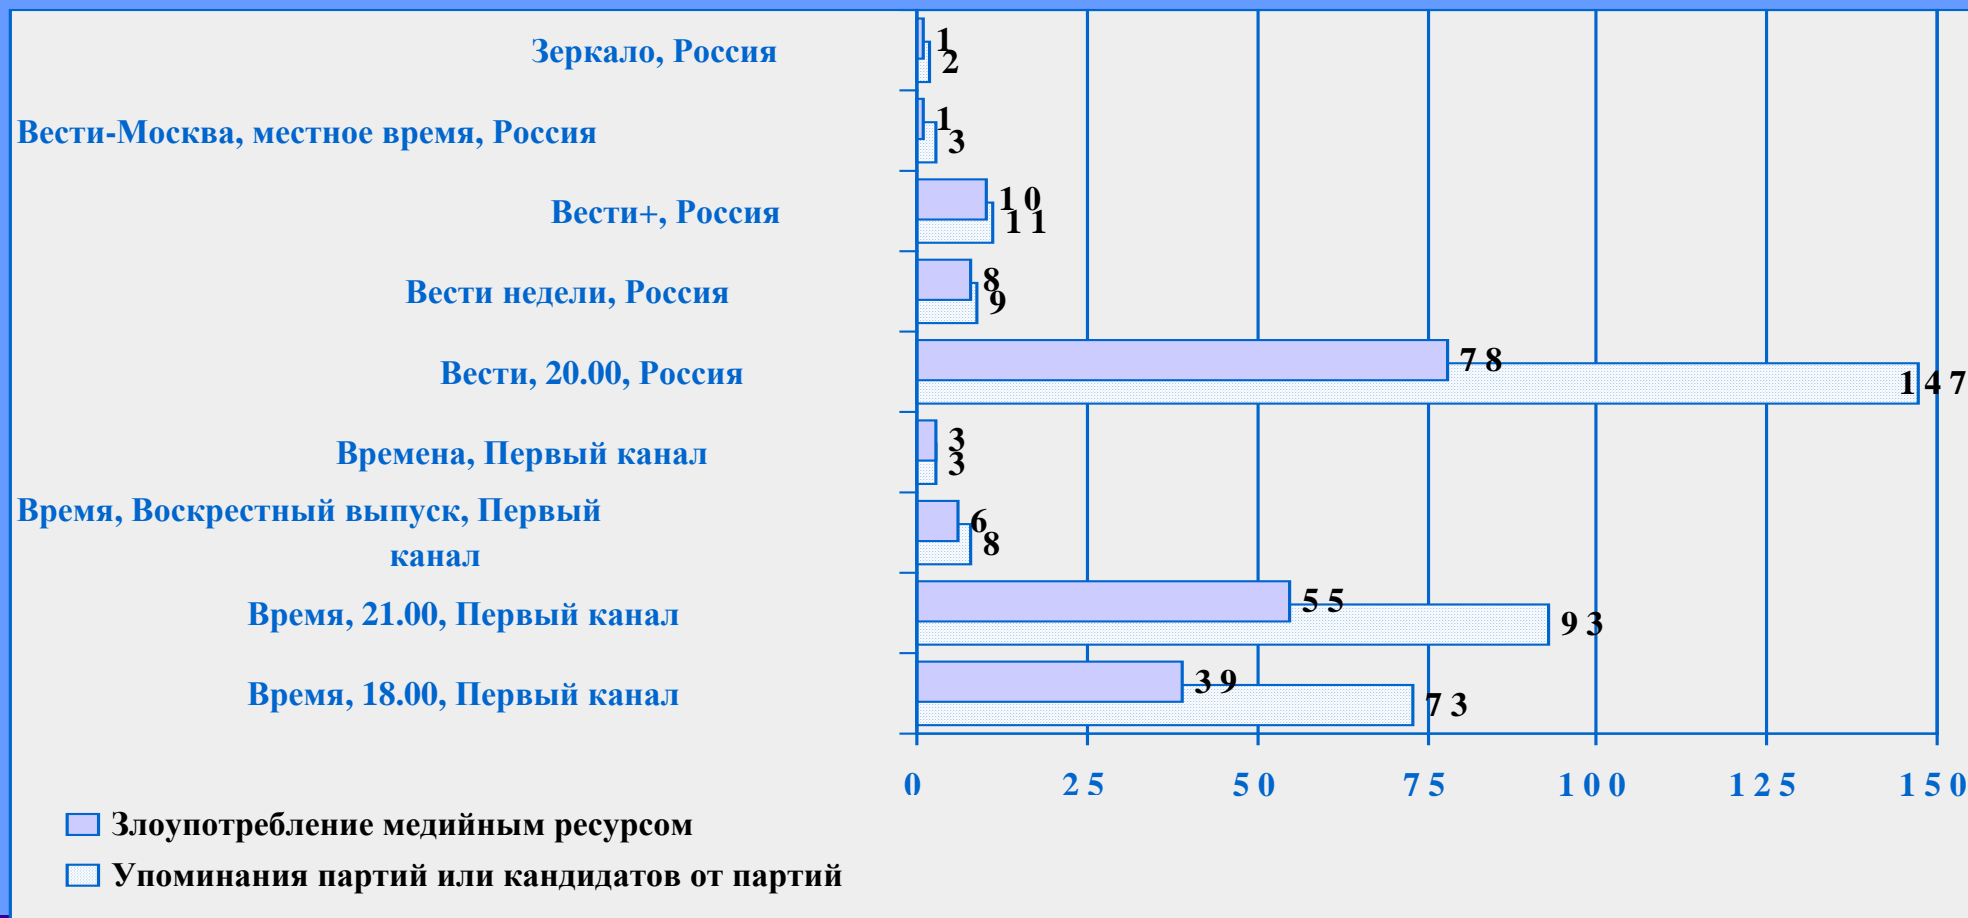 Зеркало, Россия
1
2
Вести-Москва, местное время, Россия
1
3
Вести+, Россия
10
11
Вести недели, Россия
8
9
Вести, 20.00, Россия
78
147
Времена, Первый канал
3
3
Время, Воскрестный выпуск, Первый
канал
6
8
Время, 21.00, Первый канал
55
93
Время, 18.00, Первый канал
39
73
0 25 50 75 100 125 150
Злоупотребление медийным ресурсом
Упоминания партий или кандидатов от партий